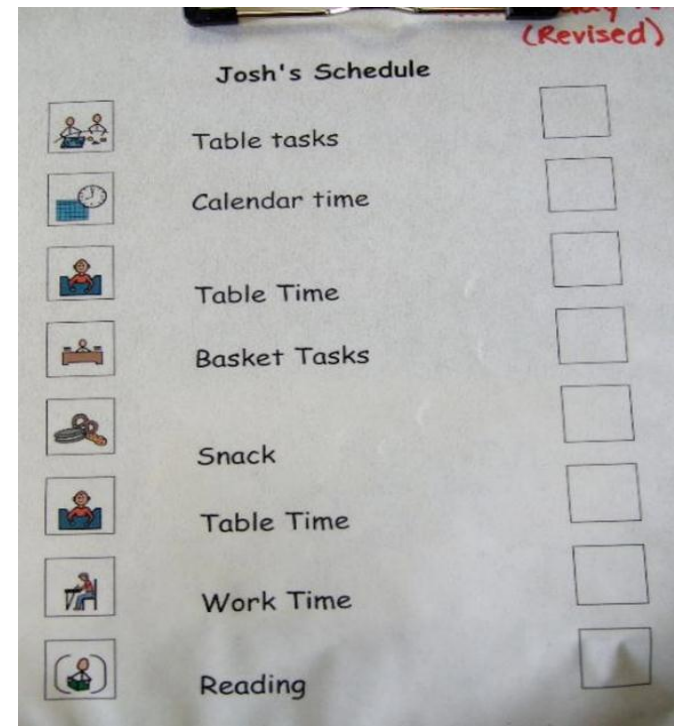 (Revised)
Josh's Schedule
Table tasks
Calendar time
Table Time
Basket Tasks
Snack
Table Time
Work Time
Reading